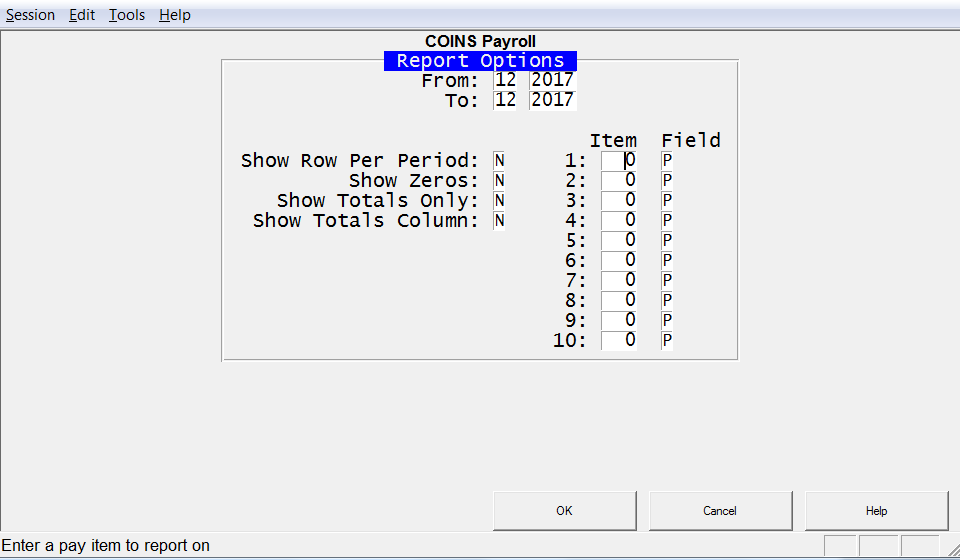 Session Edit Tools Help
COINS Payroll
Report Options
From: 12 2017
To: 12 2017
Item Field
Show Row Per Period: N 1: 0 P
Show Zeros: N 2: 0 P
Show Totals Only: N 3: 0 P
Show Totals Column: N 4: 0 P
5: 0 P
6: 0 P
7: 0 P
8: 0 P
9: 0 P
10: 0 P
OK Cancel Help
Enter a pay item to report on